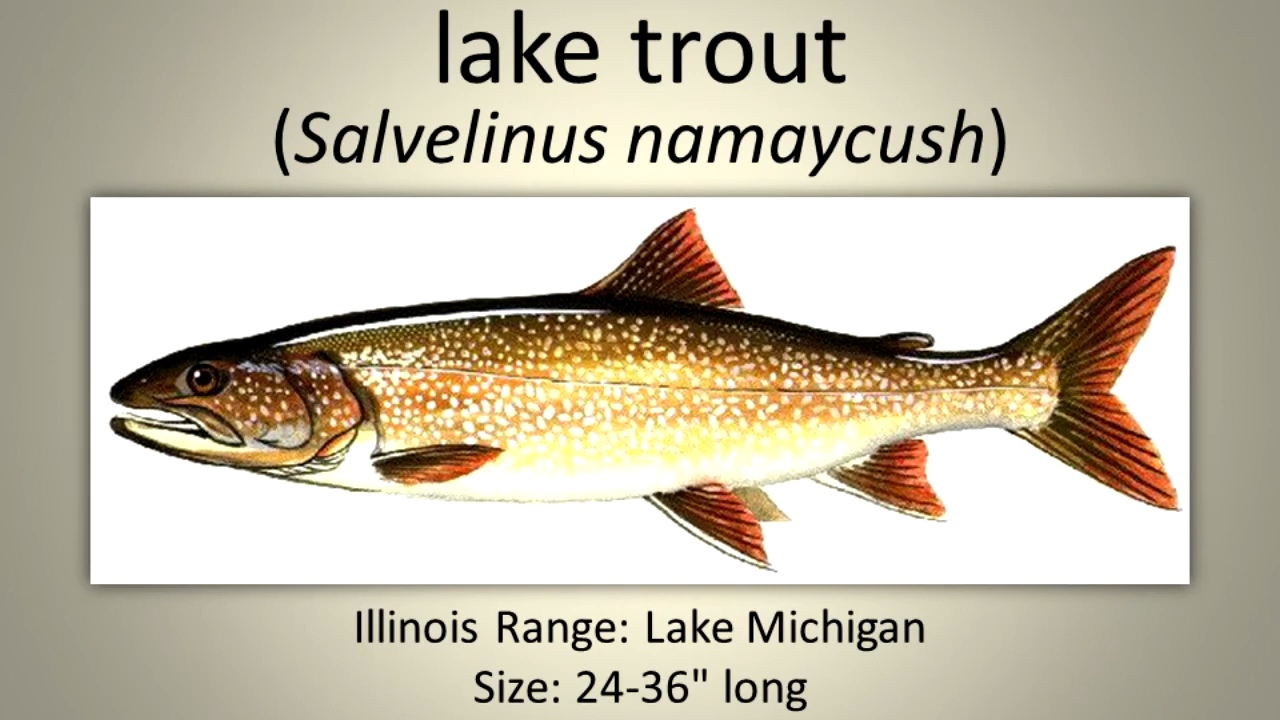 lake trout
(Salvelinus namaycush)
Illinois Range: Lake Michigan
Size: 24-36" long